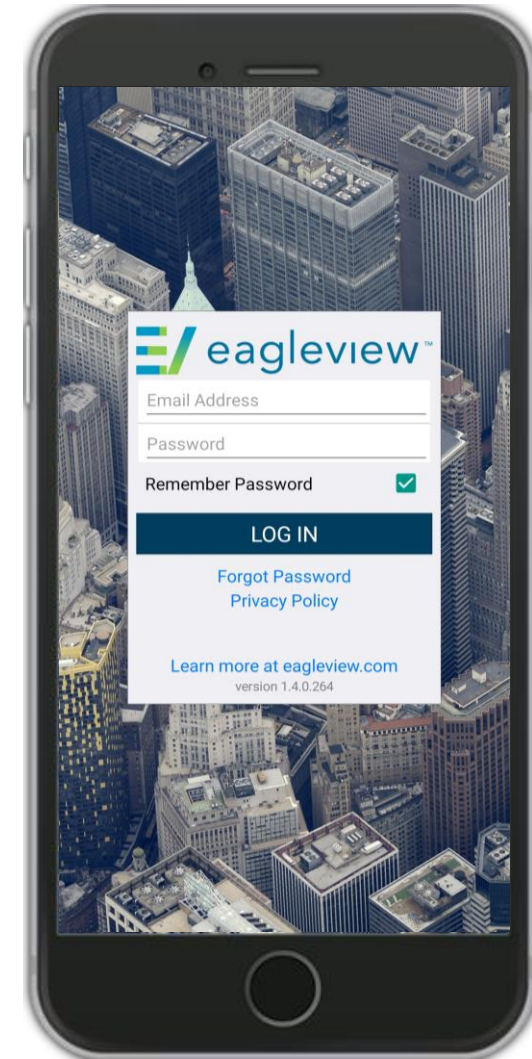 eagleview™
Email Address
Password
Remember Password
LOG IN
Forgot Password
Privacy Policy
Learn more at eagleview.com
version 1.4.0.264